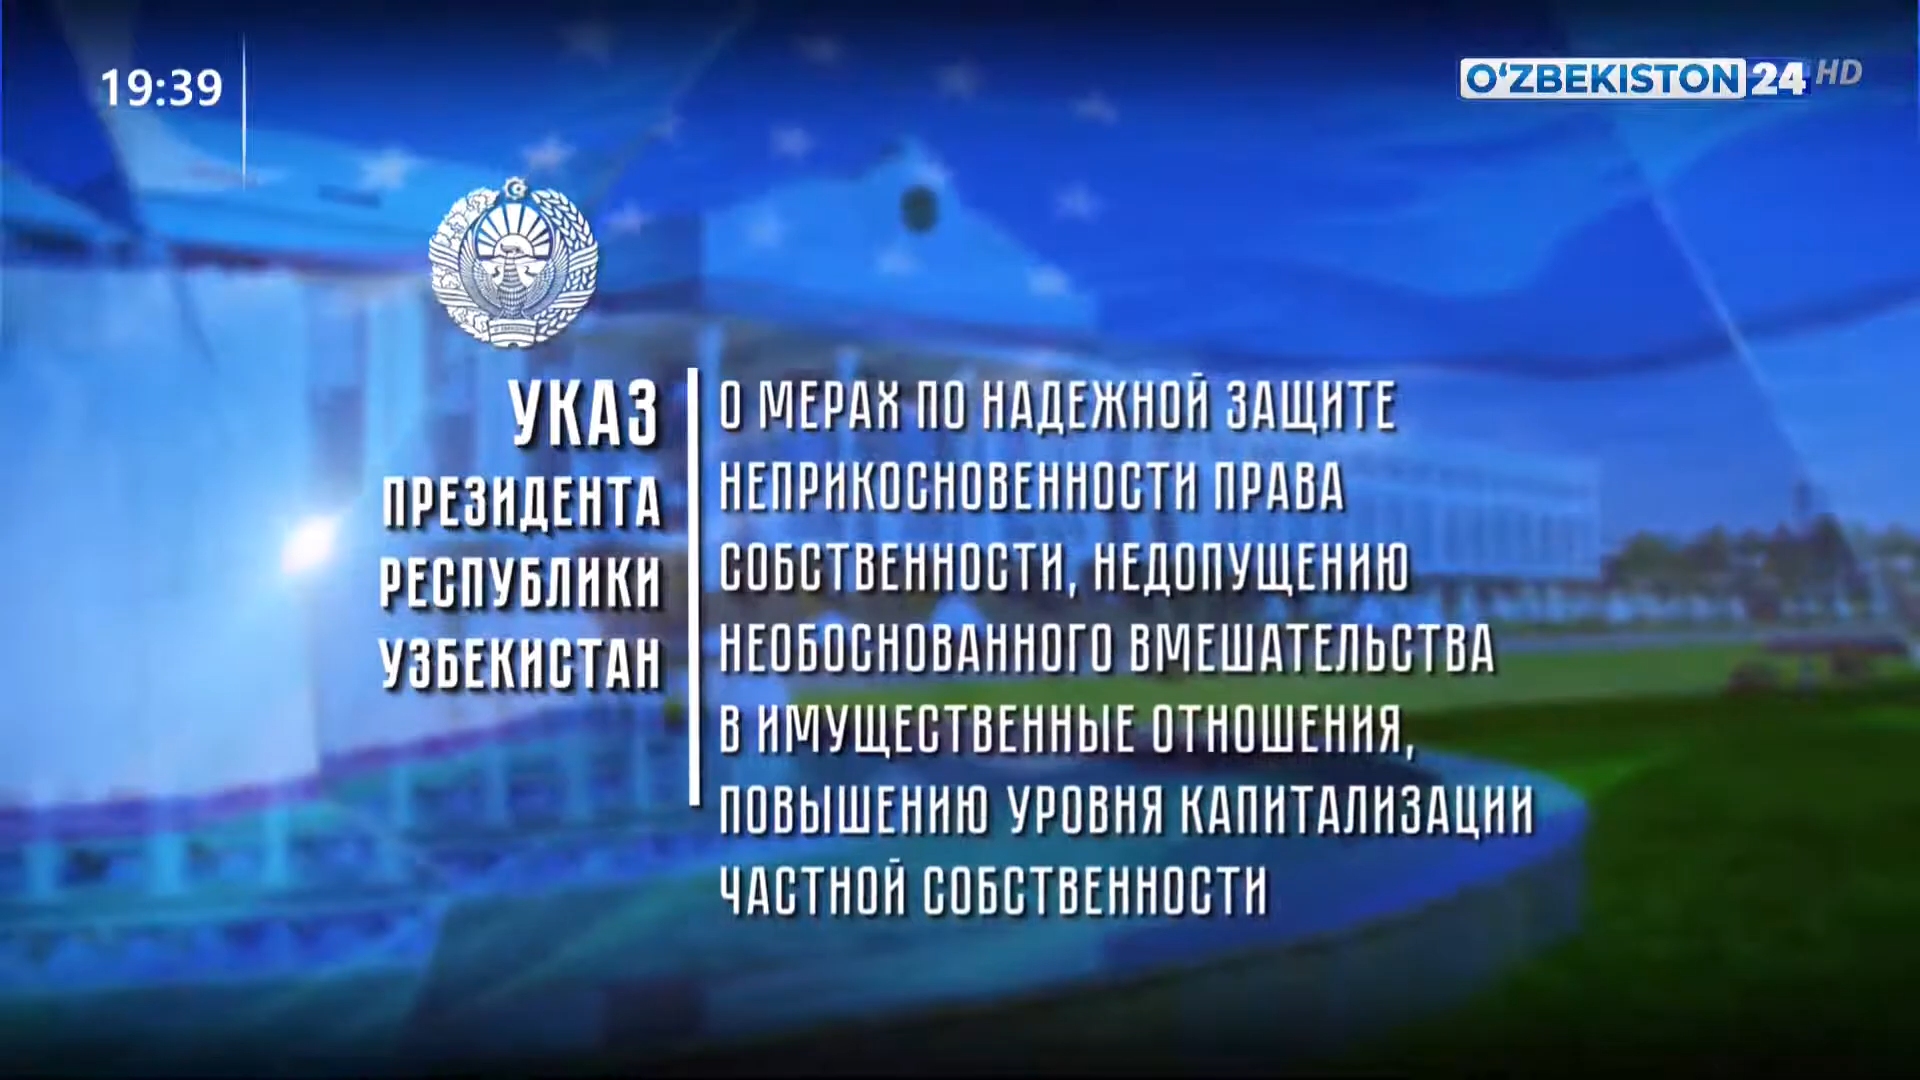 19:39
O‘ZBEKISTON 24 HD
УКАЗ
ПРЕЗИДЕНТА
РЕСПУБЛИКИ
УЗБЕКИСТАН
О МЕРАХ ПО НАДЕЖНОЙ ЗАЩИТЕ
НЕПРИКОСНОВЕННОСТИ ПРАВА
СОБСТВЕННОСТИ, НЕДОПУЩЕНИЮ
НЕОБОСНОВАННОГО ВМЕШАТЕЛЬСТВА
В ИМУЩЕСТВЕННЫЕ ОТНОШЕНИЯ,
ПОВЫШЕНИЮ УРОВНЯ КАПИТАЛИЗАЦИИ
ЧАСТНОЙ СОБСТВЕННОСТИ